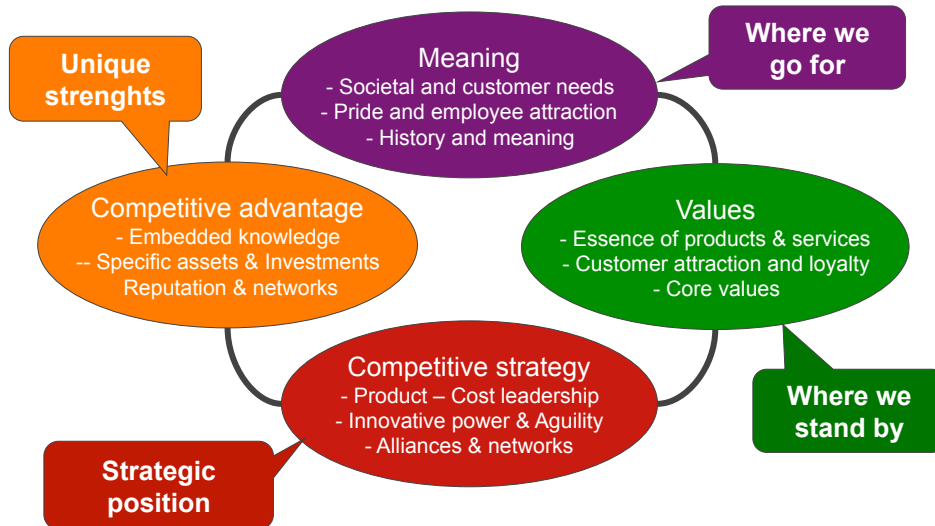 Meaning
- Societal and customer needs
- Pride and employee attraction
- History and meaning
Where we
go for
Unique
strenghts
Competitive advantage
- Embedded knowledge
-- Specific assets & Investments
Reputation & networks
Values
- Essence of products & services
- Customer attraction and loyalty
- Core values
Competitive strategy
- Product – Cost leadership
- Innovative power & Aguility
- Alliances & networks
Where we
stand by
Strategic
position